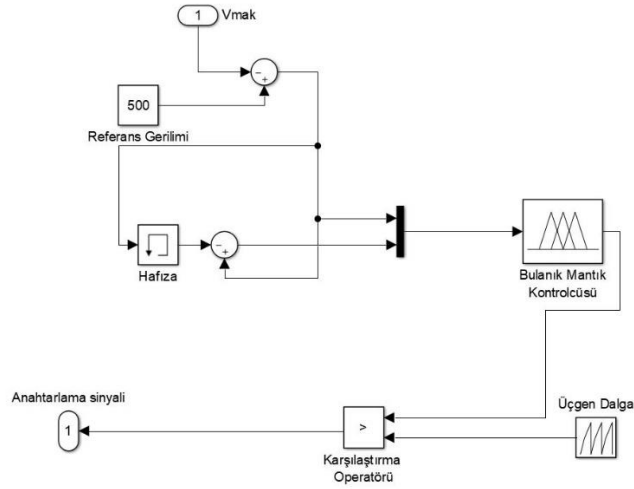 1
Vmak
500
Referans Gerilimi
Hafıza
Bulanık Mantık
Kontrolcüsü
Anahtarlama sinyali
1
>
Karşılaştırma
Operatörü
Üçgen Dalga